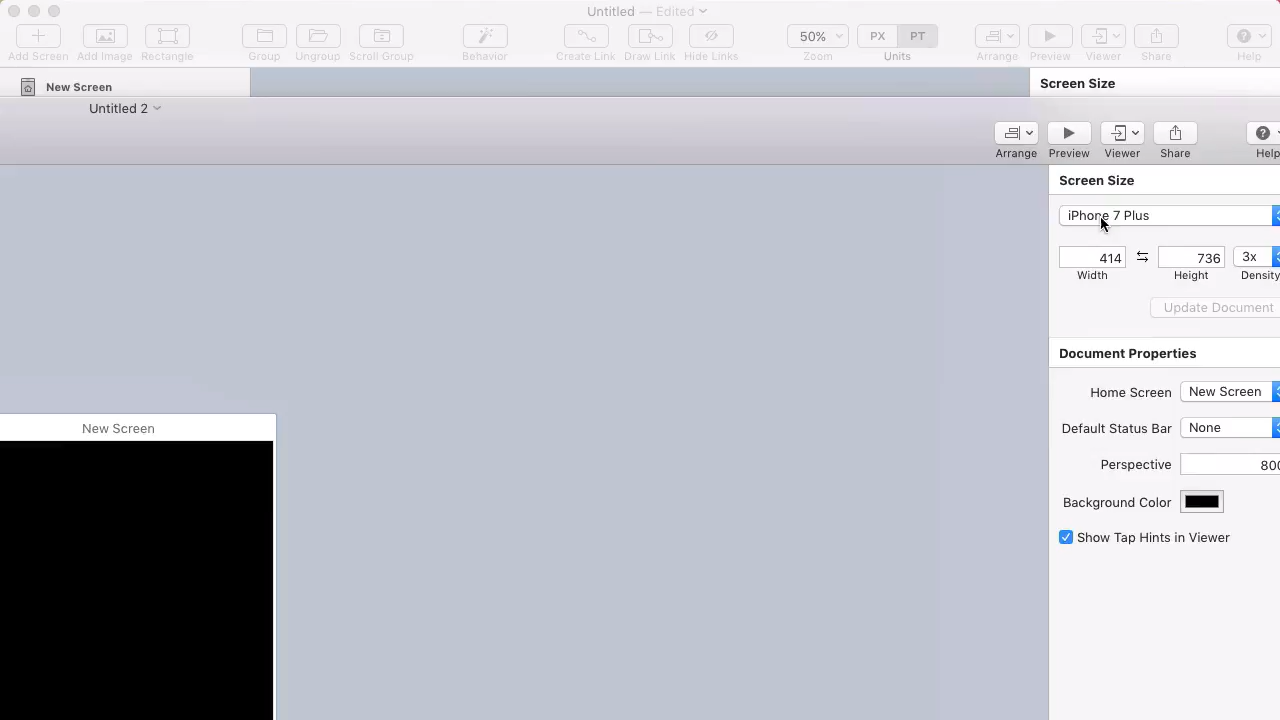 Untitled — Edited
Add Screen Add Image Rectangle Group Ungroup Scroll Group Behavior Create Link Draw Link Hide Links 50% Zoom PX PT Units Arrange Preview Viewer Share Help
New Screen
Screen Size
Untitled 2
Arrange Preview Viewer Share Help
Screen Size
iPhone 7 Plus
414 736 3x
Width Height Density
Update Document
Document Properties
Home Screen New Screen
Default Status Bar None
Perspective 800
Background Color
Show Tap Hints in Viewer
New Screen